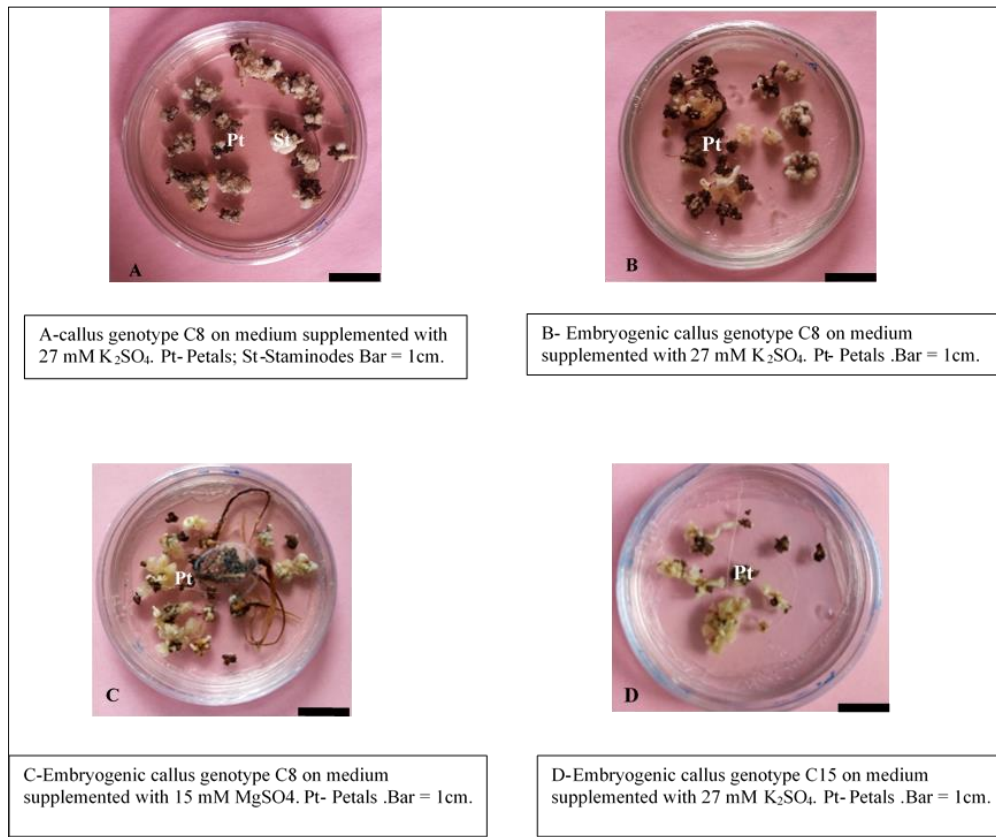 Pt St
A
Pt
B
A-callus genotype C8 on medium supplemented with
27 mM K₂SO₄. Pt- Petals; St-Staminodes Bar = 1cm.
B- Embryogenic callus genotype C8 on medium
supplemented with 27 mM K₂SO₄. Pt- Petals .Bar = 1cm.
Pt
C
Pt
D
C-Embryogenic callus genotype C8 on medium
supplemented with 15 mM MgSO4. Pt- Petals .Bar = 1cm.
D-Embryogenic callus genotype C15 on medium
supplemented with 27 mM K₂SO₄. Pt- Petals .Bar = 1cm.